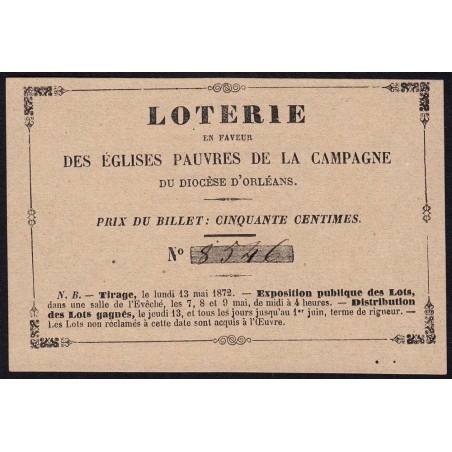 LOTERIE
EN FAVEUR
DES ÉGLISES PAUVRES DE LA CAMPAGNE
DU DIOCÈSE D'ORLÉANS.
PRIX DU BILLET : CINQUANTE CENTIMES.
No 8546
N. B. — Tirage, le lundi 13 mai 1872. — Exposition publique des Lots,
dans une salle de l'Evêché, les 7, 8 et 9 mai, de midi à 4 heures. — Distribution
des Lots gagnés, le jeudi 13, et tous les jours jusqu'au 1er juin, terme de rigueur. —
Les Lots non reclamés à cette date sont acquis à l'Œuvre.